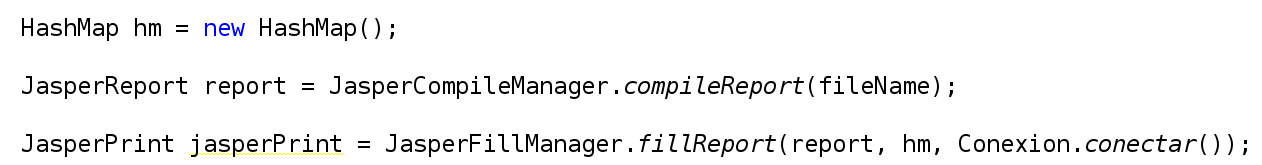 HashMap hm = new HashMap();
JasperReport report = JasperCompileManager.compileReport(fileName);
JasperPrint jasperPrint = JasperFillManager.fillReport(report, hm, Conexion.conectar());